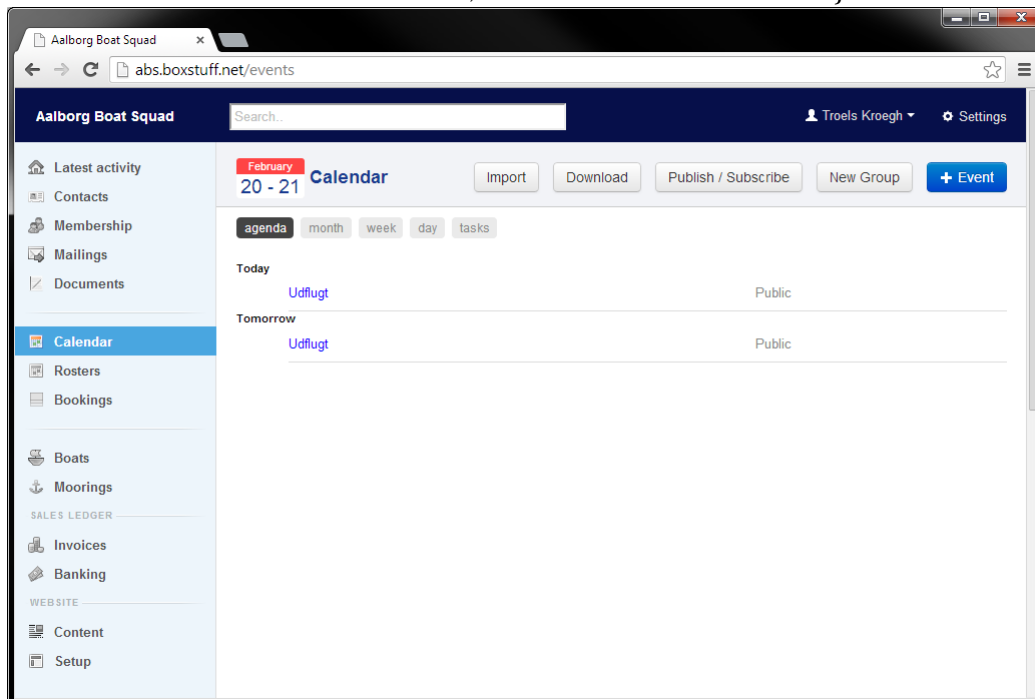 Aalborg Boat Squad
abs.boxstuff.net/events
Aalborg Boat Squad
Search..
Troels Kroegh
Settings
Latest activity
Contacts
Membership
Mailings
Documents
Calendar
Rosters
Bookings
Boats
Moorings
SALES LEDGER
Invoices
Banking
WEBSITE
Content
Setup
February
20 - 21
Calendar
Import
Download
Publish / Subscribe
New Group
+ Event
agenda
month
week
day
tasks
Today
Udflugt
Public
Tomorrow
Udflugt
Public